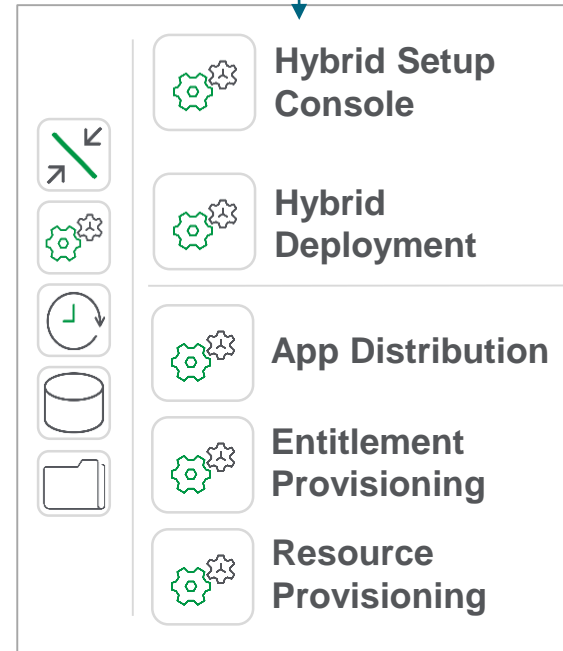 Hybrid Setup
Console
Hybrid
Deployment
App Distribution
Entitlement
Provisioning
Resource
Provisioning